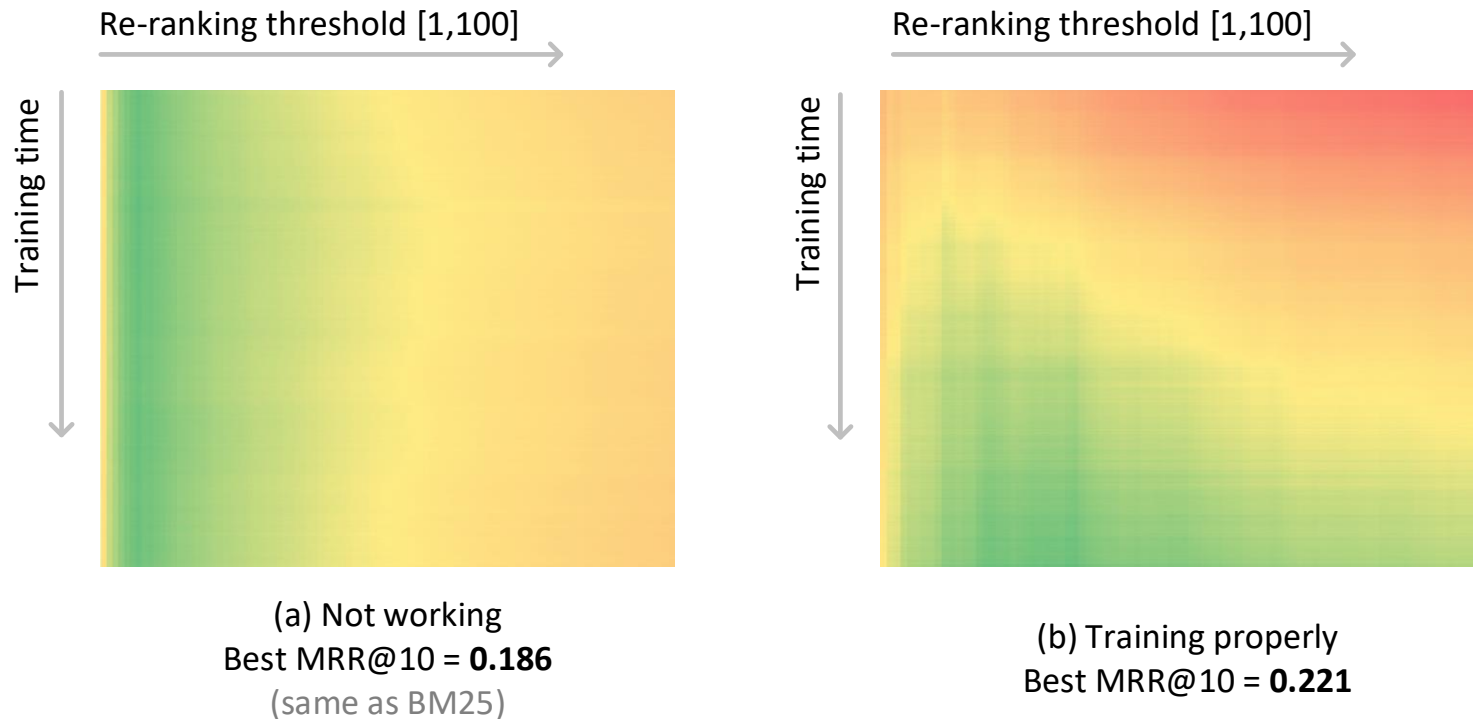 Re-ranking threshold [1,100]
Training time
(a) Not working
Best MRR@10 = 0.186
(same as BM25)
Re-ranking threshold [1,100]
Training time
(b) Training properly
Best MRR@10 = 0.221